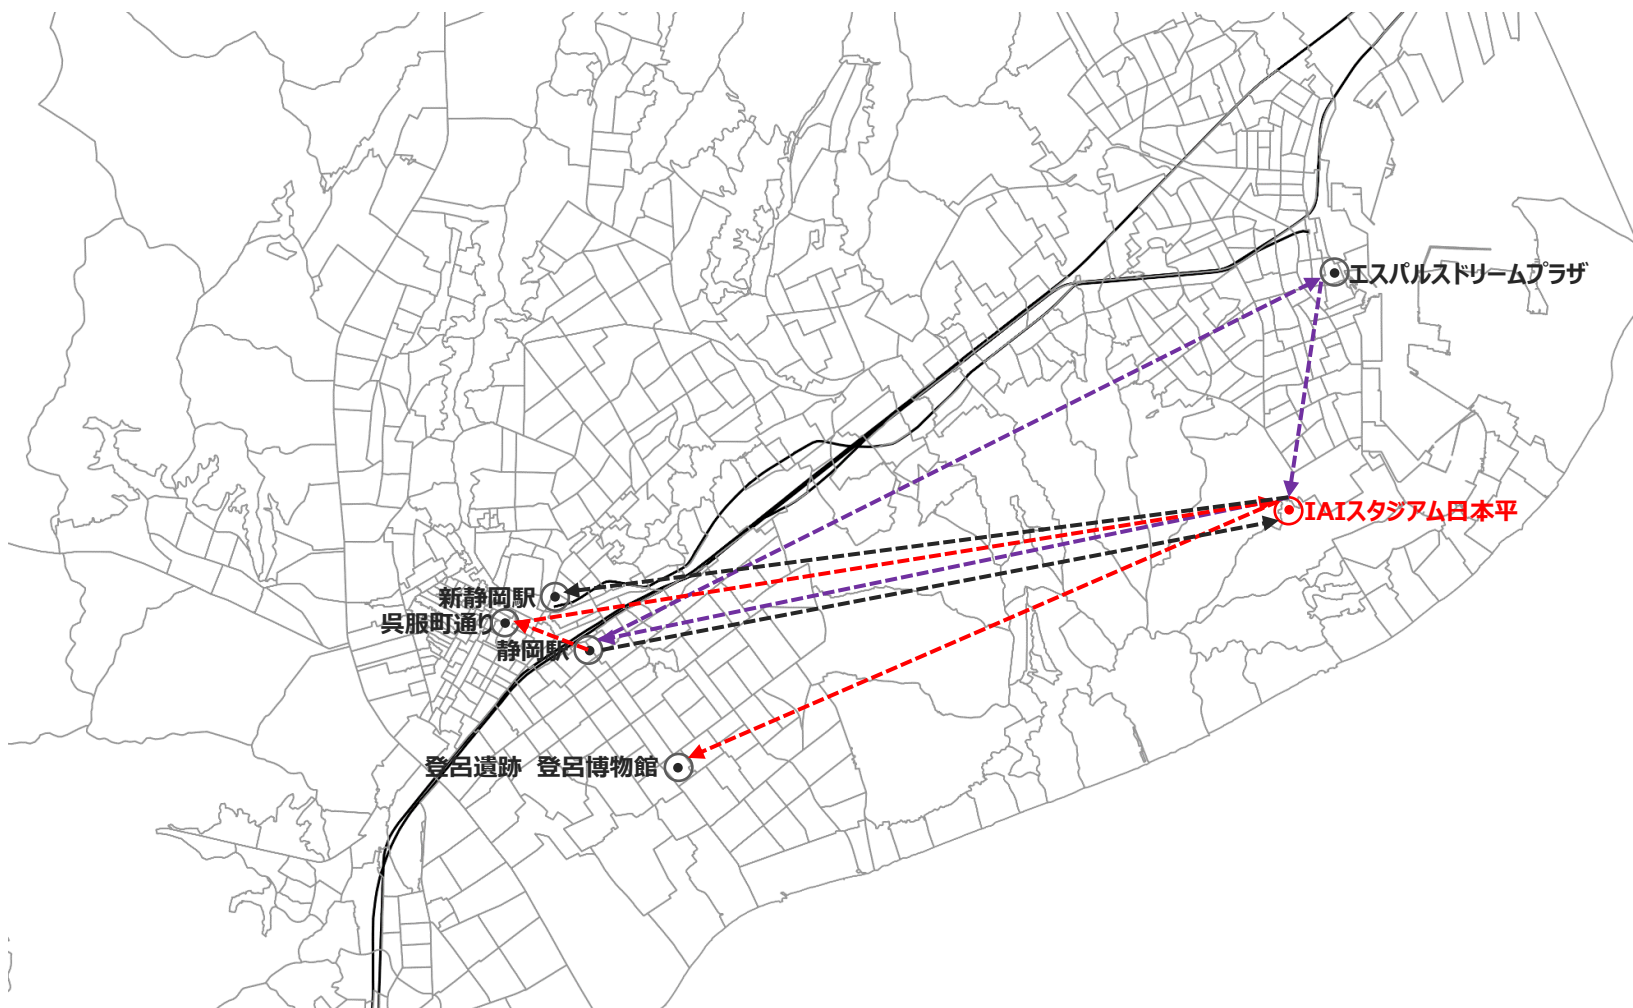 エスパルスドリームプラザ
IAIスタジアム日本平
新静岡駅
呉服町通り
静岡駅
登呂遺跡　登呂博物館